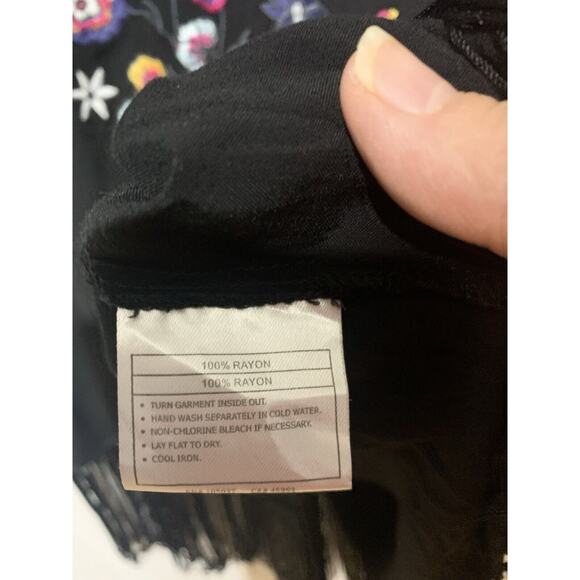 100% RAYON
100% RAYON
• TURN GARMENT INSIDE OUT.
• HAND WASH SEPARATELY IN COLD WATER.
• NON-CHLORINE BLEACH IF NECESSARY.
• LAY FLAT TO DRY.
• COOL IRON.